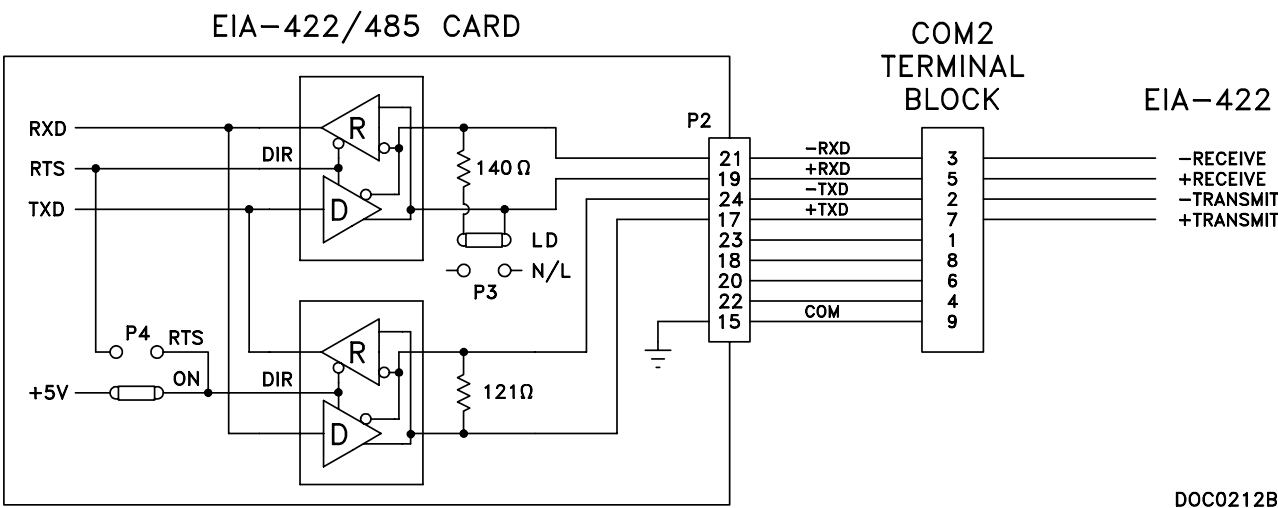 EIA-422/485 CARD
COM2
TERMINAL
BLOCK
EIA-422
P2
RXD
RTS
TXD
DIR
R
D
140Ω
LD
N/L
P3
21 -RXD 3 -RECEIVE
19 +RXD 5 +RECEIVE
24 -TXD 2 -TRANSMIT
17 +TXD 7 +TRANSMIT
23 1
18 8
20 6
22 4
15 COM 9
P4
RTS
+5V
ON
DIR
R
D
121Ω
DOC0212B